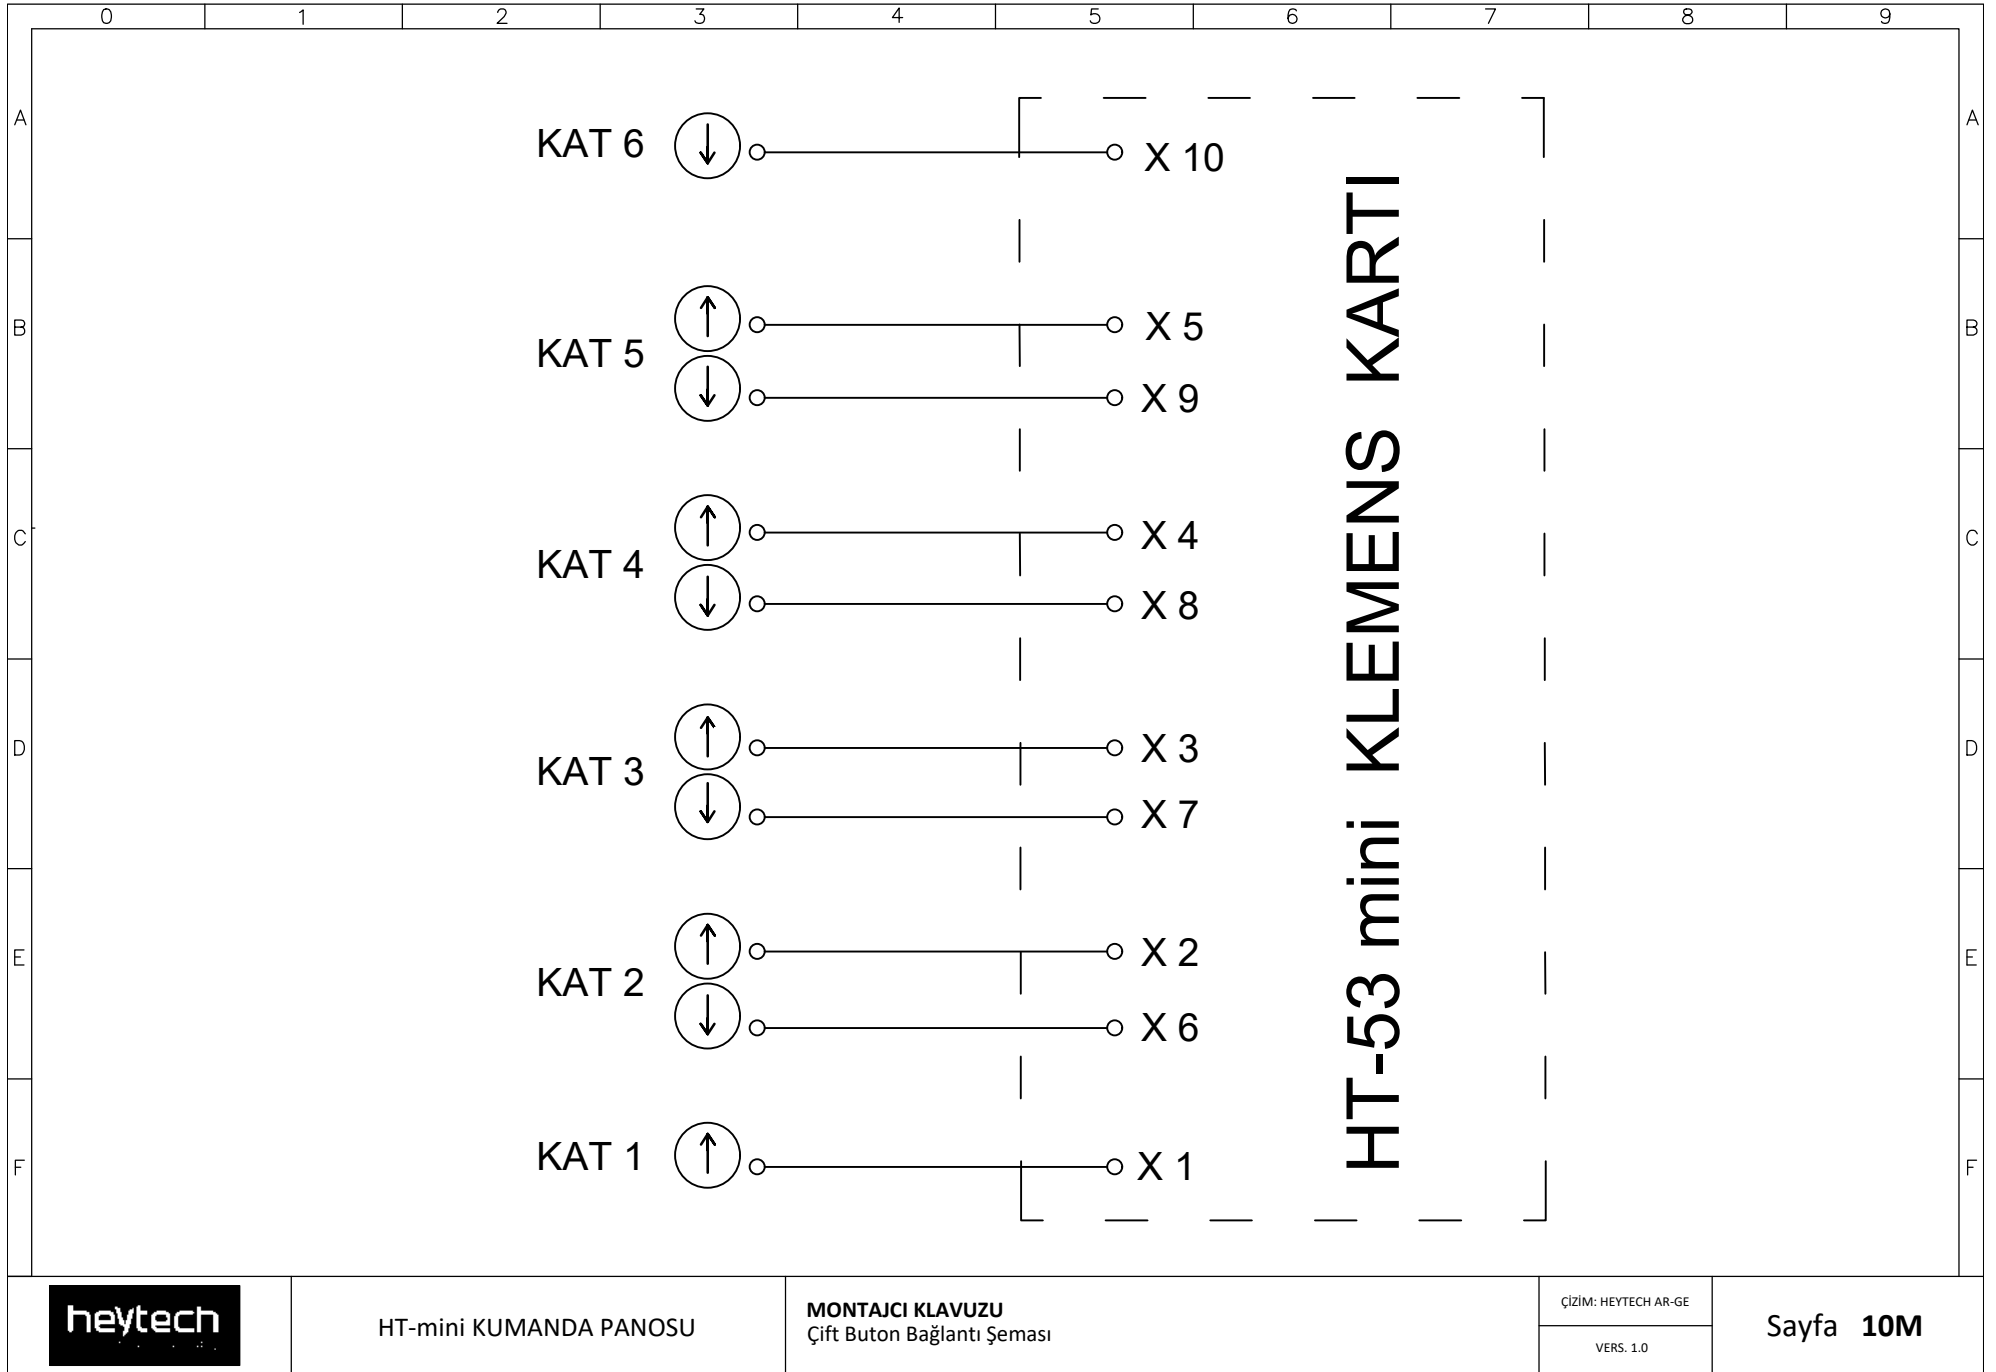 0 1 2 3 4 5 6 7 8 9
A A
KAT 6 X 10
B B
KAT 5 X 5
X 9
C C
KAT 4 X 4
X 8
D D
KAT 3 X 3
X 7
E E
KAT 2 X 2
X 6
F F
KAT 1 X 1
HT-53 mini KLEMENS KARTI
heytech
HT-mini KUMANDA PANOSU
MONTAJCI KLAVUZU
Çift Buton Bağlantı Şeması
ÇİZİM: HEYTECH AR-GE
VERS. 1.0
Sayfa 10M